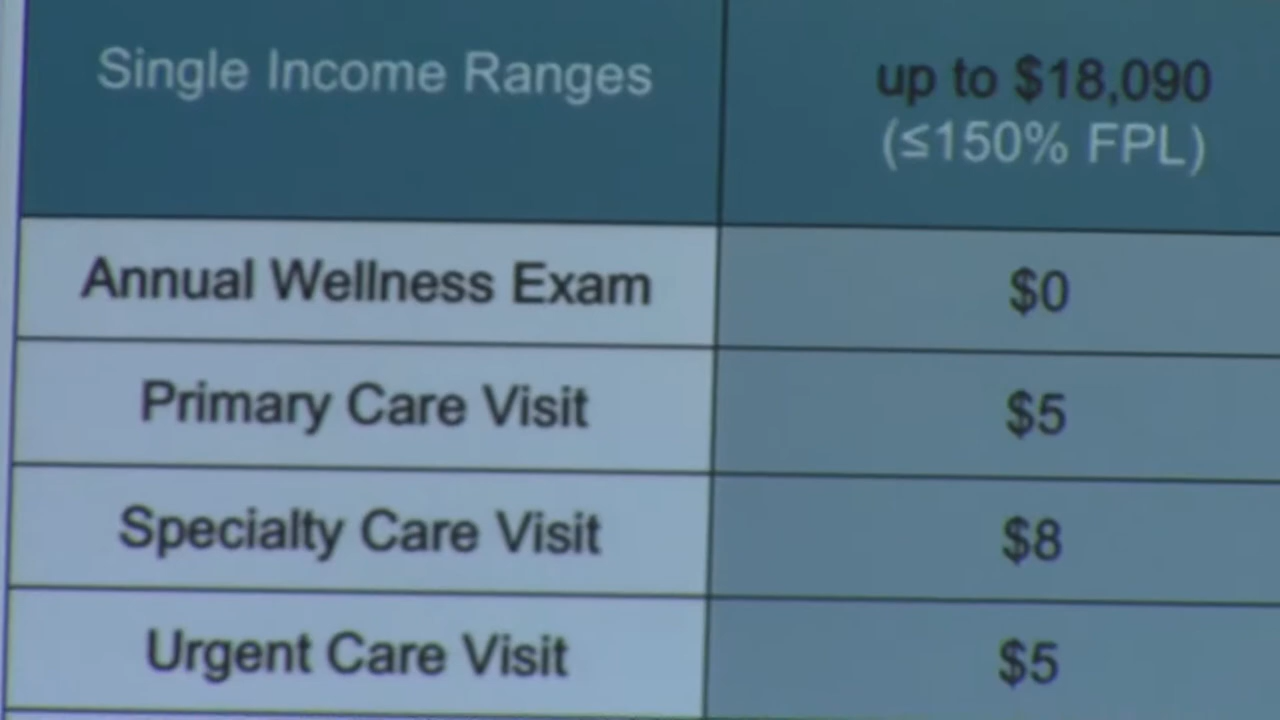 Single Income Ranges
up to $18,090
(≤150% FPL)
Annual Wellness Exam
$0
Primary Care Visit
$5
Specialty Care Visit
$8
Urgent Care Visit
$5